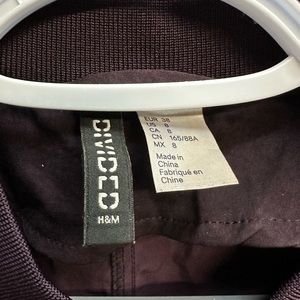 DIVIDED
H&M
EUR 38
US 8
CA 8
CN 165/88A
MX 8
Made in
China
Fabriqué en
Chine